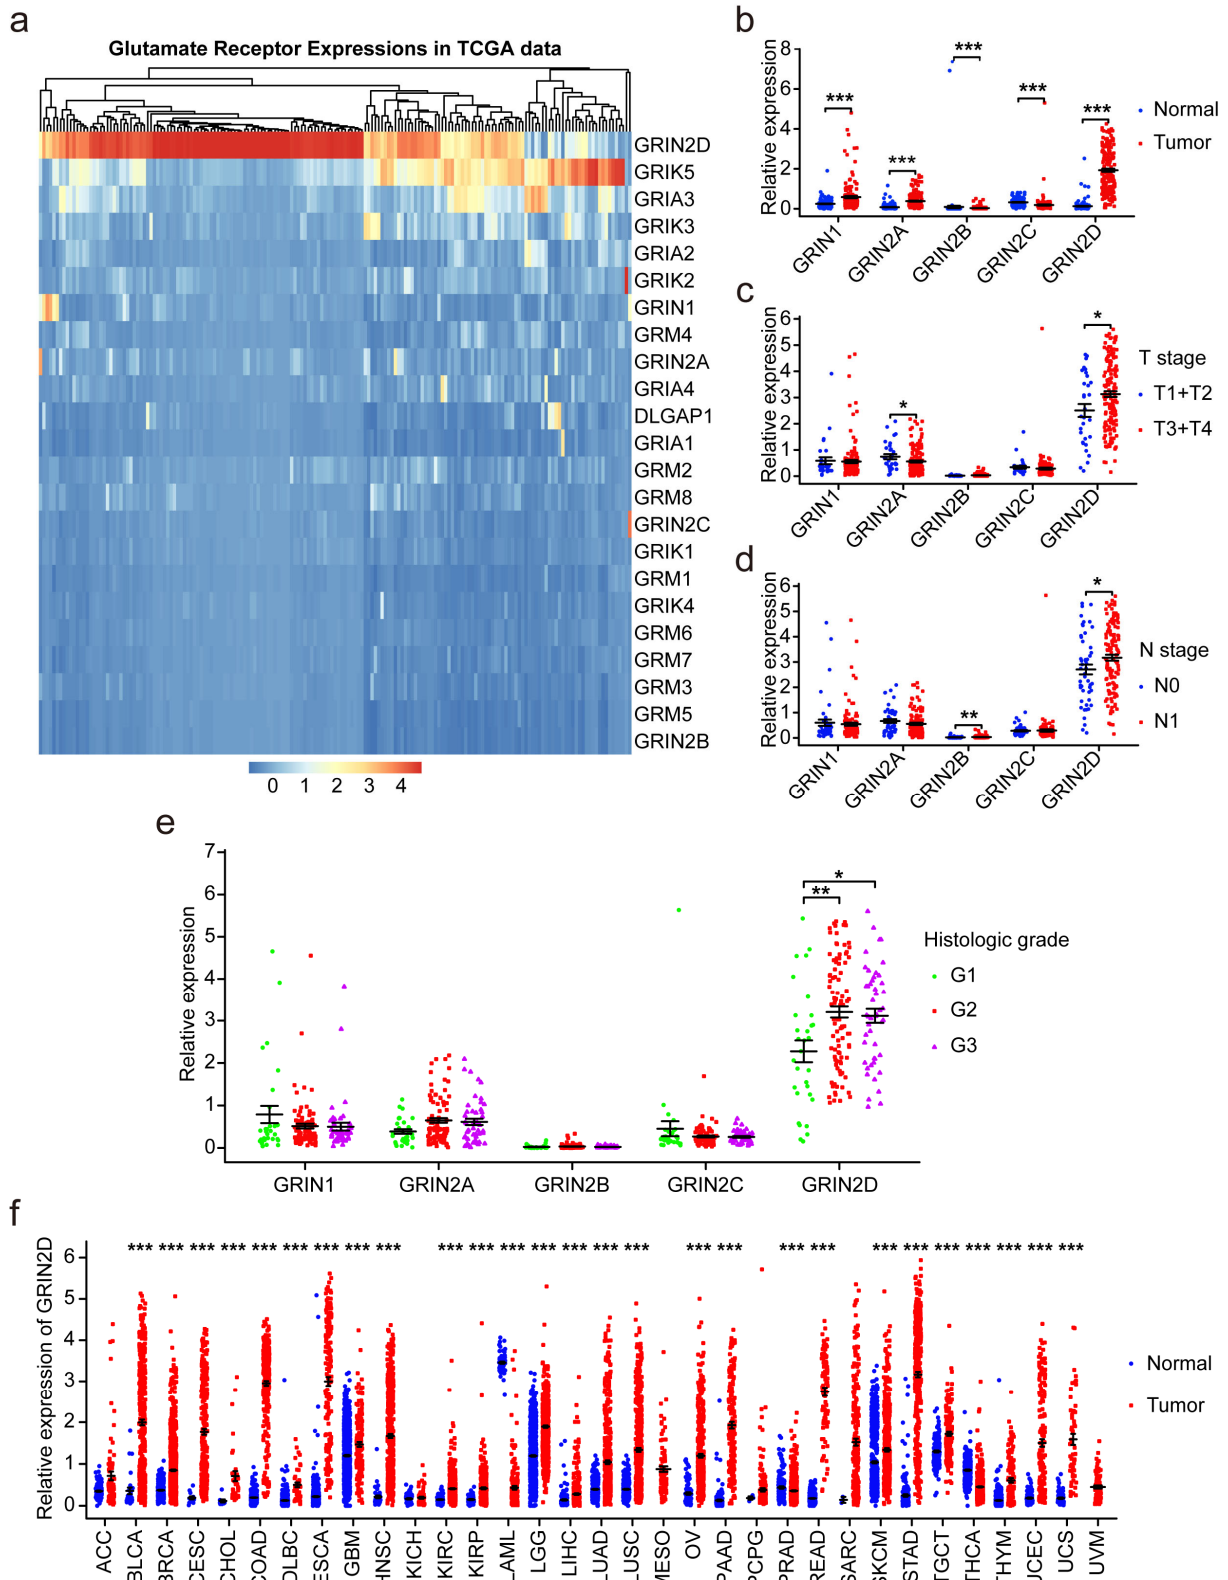 a
Glutamate Receptor Expressions in TCGA data
GRIN2D
GRIK5
GRIA3
GRIK3
GRIA2
GRIK2
GRIN1
GRM4
GRIN2A
GRIA4
DLGAP1
GRIA1
GRM2
GRM8
GRIN2C
GRIK1
GRM1
GRIK4
GRM6
GRM7
GRM3
GRM5
GRIN2B
0 1 2 3 4
b
Relative expression
8
6
4
2
0
*** *** *** *** ***
GRIN1 GRIN2A GRIN2B GRIN2C GRIN2D
Normal
Tumor
c
Relative expression
6
5
4
3
2
1
0
* *
GRIN1 GRIN2A GRIN2B GRIN2C GRIN2D
T stage
T1+T2
T3+T4
d
Relative expression
6
5
4
3
2
1
0
** *
GRIN1 GRIN2A GRIN2B GRIN2C GRIN2D
N stage
N0
N1
e
Relative expression
7
6
5
4
3
2
1
0
*
**
GRIN1 GRIN2A GRIN2B GRIN2C GRIN2D
Histologic grade
G1
G2
G3
f
Relative expression of GRIN2D
6
5
4
3
2
1
0
*** *** *** *** *** *** *** *** *** *** *** *** *** *** *** *** *** *** *** *** *** *** *** *** *** *** ***
ACC BLCA BRCA CESC CHOL COAD DLBC ESCA GBM HNSC KICH KIRC KIRP LAML LGG LIHC LUAD LUSC MESO OV PAAD PCPG PRAD READ SARC SKCM STAD TGCT THCA THYM UCEC UCS UVM
Normal
Tumor